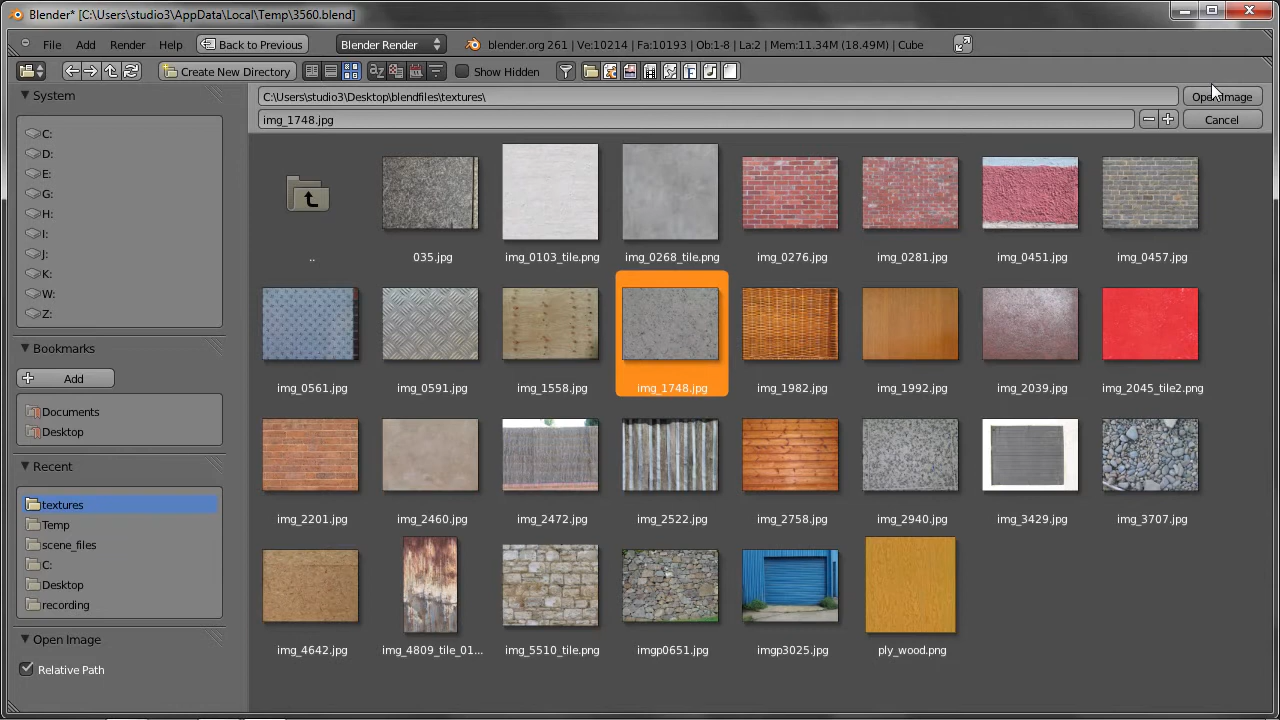 Blender* [C:\Users\studio3\AppData\Local\Temp\3560.blend]
File Add Render Help Back to Previous Blender Render blender.org 261 | Ve:10214 | Fa:10193 | Ob:1-8 | La:2 | Mem:11.34M (18.49M) | Cube
Create New Directory Show Hidden
System
C:\Users\studio3\Desktop\blendfiles\textures\ Open Image
img_1748.jpg Cancel
C:
D:
E:
G:
H:
I:
J:
K:
W:
Z:
.. 035.jpg img_0103_tile.png img_0268_tile.png img_0276.jpg img_0281.jpg img_0451.jpg img_0457.jpg
Bookmarks
Add
Documents
Desktop
img_0561.jpg img_0591.jpg img_1558.jpg img_1748.jpg img_1982.jpg img_1992.jpg img_2039.jpg img_2045_tile2.png
Recent
textures
Temp
scene_files
C:
Desktop
recording
img_2201.jpg img_2460.jpg img_2472.jpg img_2522.jpg img_2758.jpg img_2940.jpg img_3429.jpg img_3707.jpg
Open Image
Relative Path
img_4642.jpg img_4809_tile_01... img_5510_tile.png imgp0651.jpg imgp3025.jpg ply_wood.png